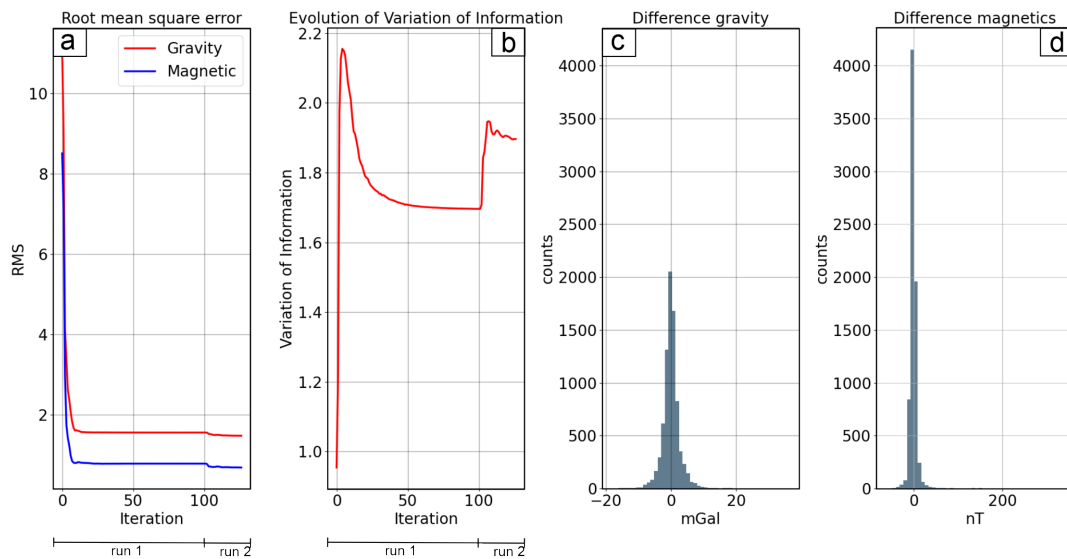 Root mean square error
a
Gravity
Magnetic
10
8
6
4
2
RMS
0
100
Iteration
run 1
run 2
Evolution of Variation of Information
b
2.2
2.0
1.8
1.6
1.4
1.2
1.0
Variation of Information
0
50
100
Iteration
run 1
run 2
Difference gravity
c
4000
3500
3000
2500
2000
1500
1000
500
0
counts
−20
0
20
mGal
Difference magnetics
d
4000
3500
3000
2500
2000
1500
1000
500
0
counts
0
200
nT